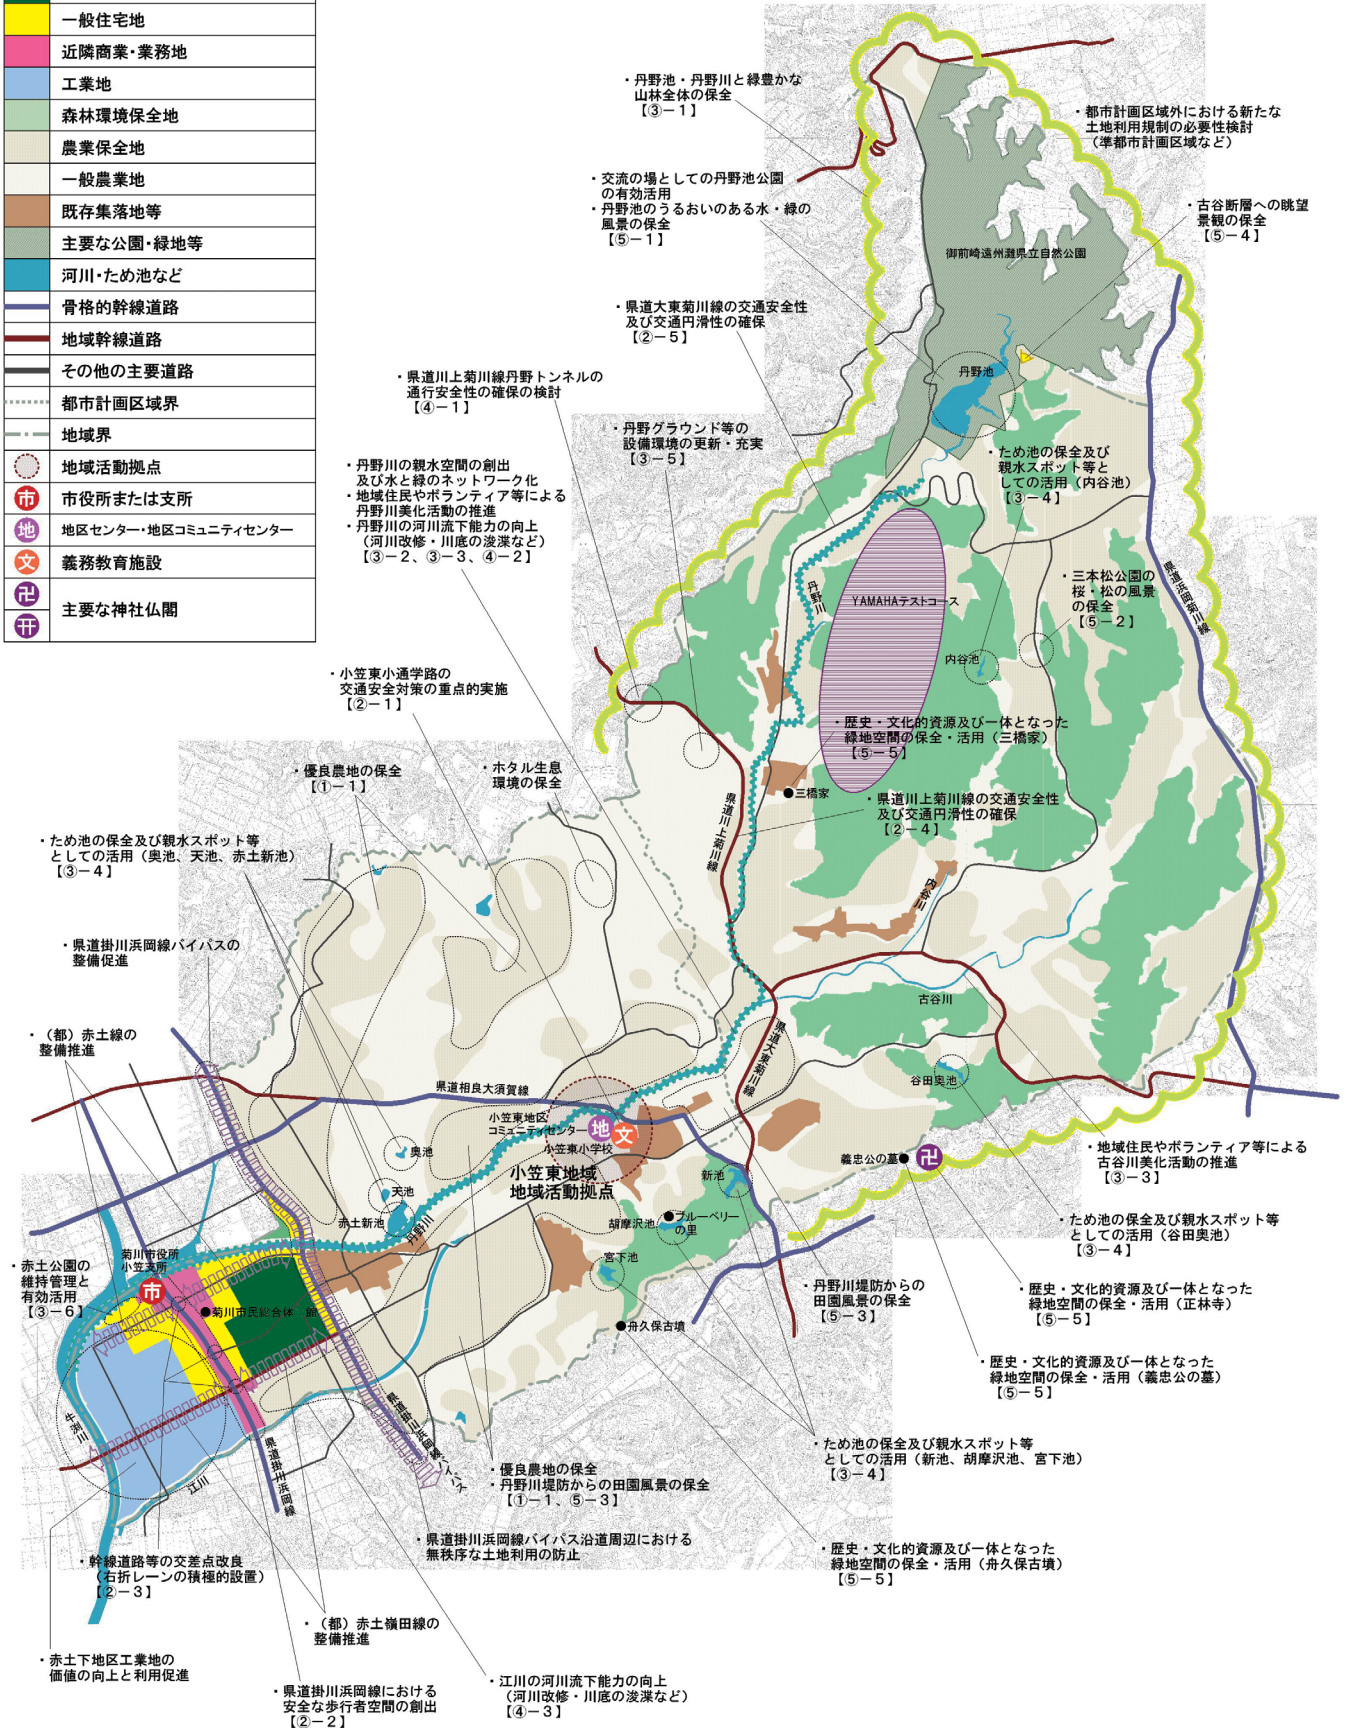 一般住宅地
近隣商業・業務地
工業地
森林環境保全地
農業保全地
一般農業地
既存集落地等
主要な公園・緑地等
河川・ため池など
骨格的幹線道路
地域幹線道路
その他の主要道路
都市計画区域界
地域界
地域活動拠点
市 市役所または支所
地 地区センター・地区コミュニティセンター
文 義務教育施設
卍
主要な神社仏閣
・丹野池・丹野川と緑豊かな
山林全体の保全
【③－1】
・都市計画区域外における新たな
土地利用規制の必要性検討
（準都市計画区域など）
・交流の場としての丹野池公園
の有効活用
・丹野池のうるおいのある水・緑の
風景の保全
【⑤－1】
・古谷断層への眺望
景観の保全
【⑤－4】
御前崎遠州灘県立自然公園
・県道大東菊川線の交通安全性
及び交通円滑性の確保
【②－5】
丹野池
・県道川上菊川線丹野トンネルの
通行安全性の確保の検討
【④－1】
・丹野グラウンド等の
設備環境の更新・充実
【③－5】
・ため池の保全及び
親水スポット等と
しての活用（内谷池）
【③－4】
・丹野川の親水空間の創出
及び水と緑のネットワーク化
・地域住民やボランティア等による
丹野川美化活動の推進
・丹野川の河川流下能力の向上
（河川改修・川底の浚渫など）
【③－2、③－3、④－2】
丹野川
YAMAHAテストコース
・三本松公園の
桜・松の風景
の保全
【⑤－2】
県道浜岡菊川線
内谷池
・小笠東小通学路の
交通安全対策の重点的実施
【②－1】
・歴史・文化的資源及び一体となった
緑地空間の保全・活用（三橋家）
【⑤－5】
・優良農地の保全
【①－1】
・ホタル生息
環境の保全
三橋家
県道川上菊川線
・県道川上菊川線の交通安全性
及び交通円滑性の確保
【②－4】
・ため池の保全及び親水スポット等
としての活用（奥池、天池、赤土新池）
【③－4】
内谷川
・県道掛川浜岡線バイパスの
整備促進
古谷川
・（都）赤土線の
整備推進
県道大東菊川線
谷田奥池
県道相良大須賀線
小笠東地区
コミュニティセンター
地
文
小笠東小学校
小笠東地域
地域活動拠点
奥池
天池
赤土新池
丹野川
新池
胡摩沢池
ブルーベリー
の里
宮下池
義忠公の墓
卍
・地域住民やボランティア等による
古谷川美化活動の推進
【③－3】
・ため池の保全及び親水スポット等
としての活用（谷田奥池）
【③－4】
菊川市役所
小笠支所
市
・赤土公園の
維持管理と
有効活用
【③－6】
菊川市民総合体 館
・丹野川堤防からの
田園風景の保全
【⑤－3】
・歴史・文化的資源及び一体となった
緑地空間の保全・活用（正林寺）
【⑤－5】
舟久保古墳
・歴史・文化的資源及び一体となった
緑地空間の保全・活用（義忠公の墓）
【⑤－5】
牛渕川
県道掛川浜岡線バイパス
県道掛川浜岡線
江川
・優良農地の保全
・丹野川堤防からの田園風景の保全
【①－1、⑤－3】
・ため池の保全及び親水スポット等
としての活用（新池、胡摩沢池、宮下池）
【③－4】
・県道掛川浜岡線バイパス沿道周辺における
無秩序な土地利用の防止
・歴史・文化的資源及び一体となった
緑地空間の保全・活用（舟久保古墳）
【⑤－5】
・幹線道路等の交差点改良
（右折レーンの積極的設置）
【②－3】
・（都）赤土嶺田線の
整備推進
・赤土下地区工業地の
価値の向上と利用促進
・県道掛川浜岡線における
安全な歩行者空間の創出
【②－2】
・江川の河川流下能力の向上
（河川改修・川底の浚渫など）
【④－3】